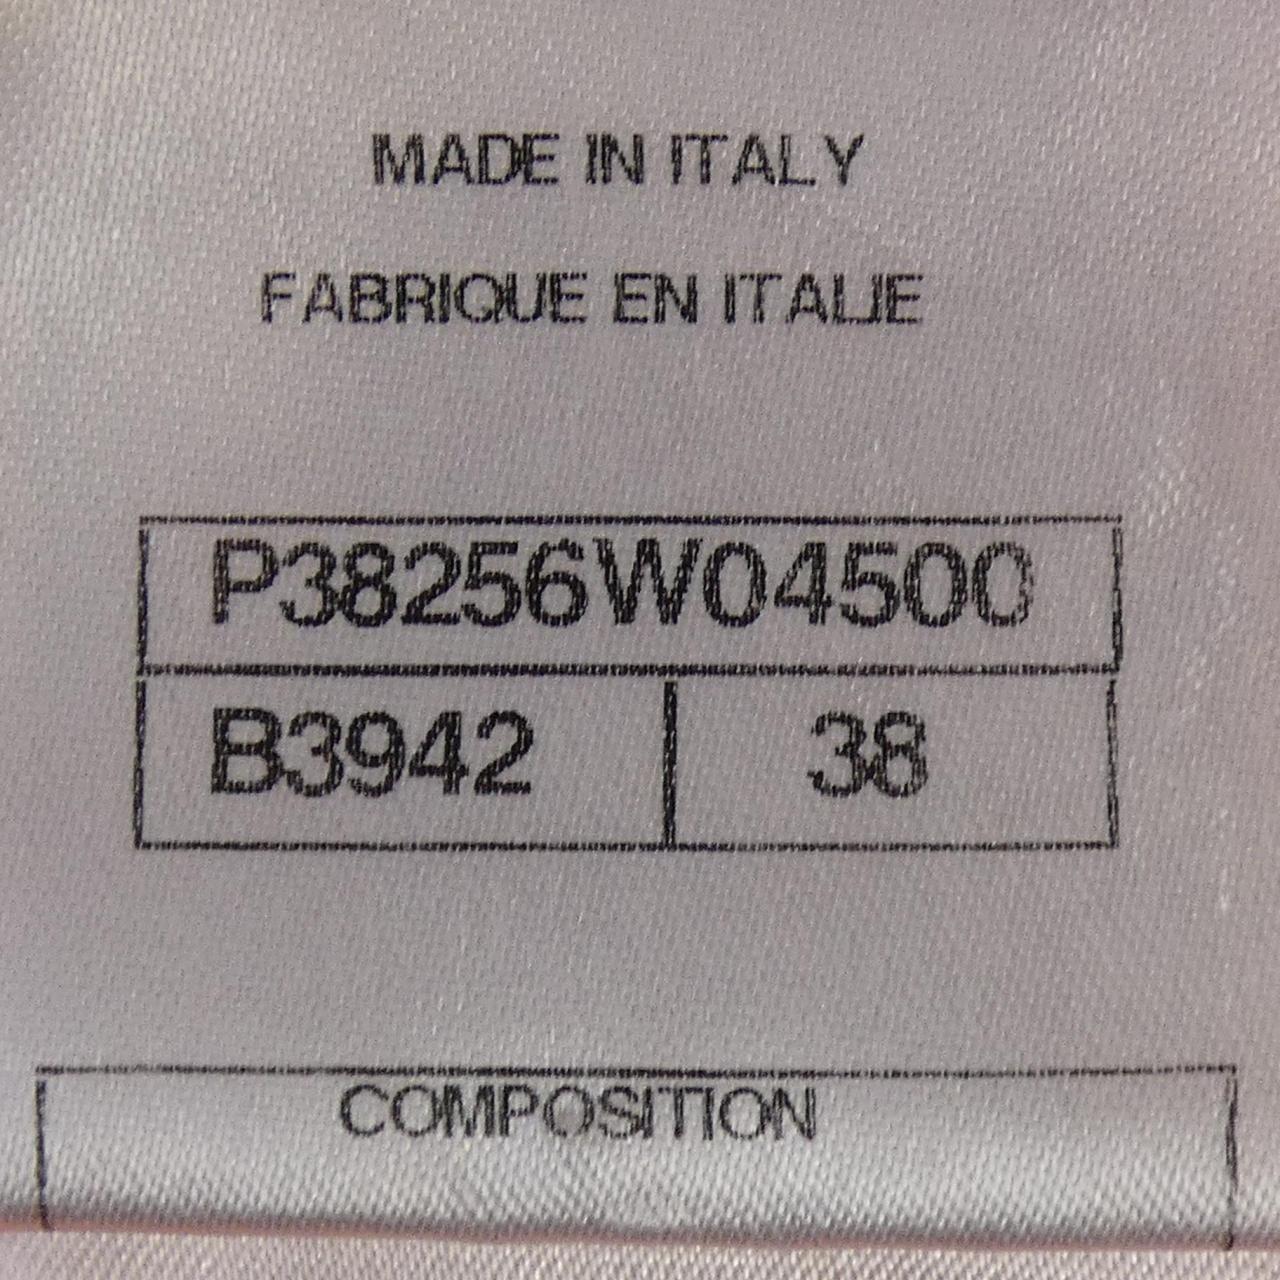 MADE IN ITALY
FABRIQUE EN ITALIE
P38256W04500
B3942 38
COMPOSITION